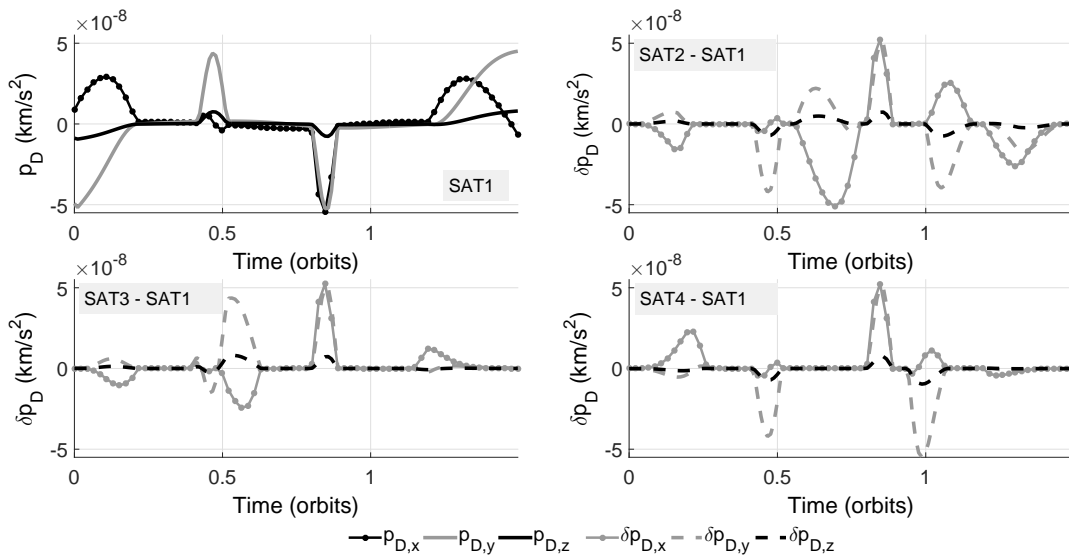 ×10⁻⁸
5
0
-5
p_D (km/s²)
SAT1
0
0.5
1
Time (orbits)
×10⁻⁸
5
0
-5
δp_D (km/s²)
SAT2 - SAT1
0
0.5
1
Time (orbits)
×10⁻⁸
5
0
-5
δp_D (km/s²)
SAT3 - SAT1
0
0.5
1
Time (orbits)
×10⁻⁸
5
0
-5
δp_D (km/s²)
SAT4 - SAT1
0
0.5
1
Time (orbits)
p_D,x p_D,y p_D,z δp_D,x δp_D,y δp_D,z